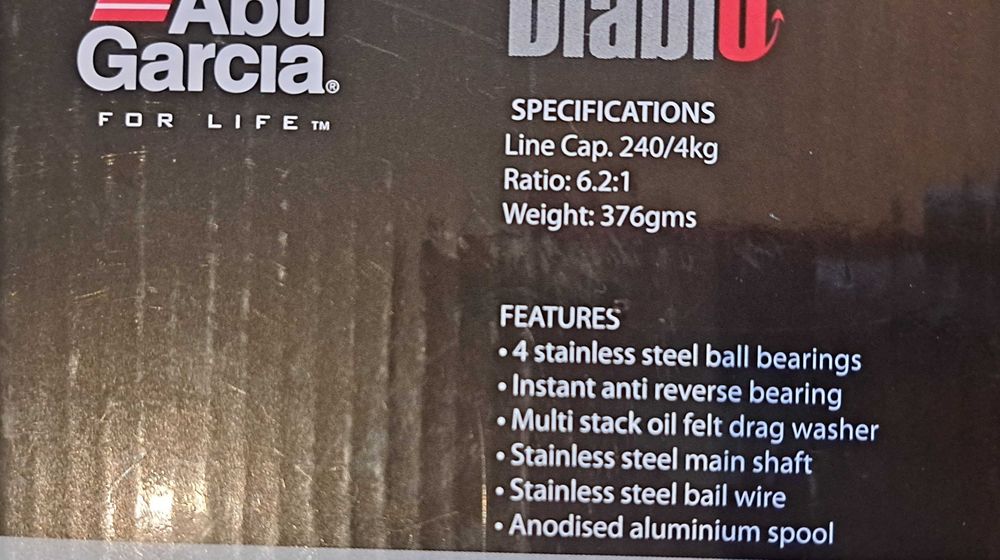 Abu
Garcia®
FOR LIFE™
Diablo
SPECIFICATIONS
Line Cap. 240/4kg
Ratio: 6.2:1
Weight: 376gms
FEATURES
• 4 stainless steel ball bearings
• Instant anti reverse bearing
• Multi stack oil felt drag washer
• Stainless steel main shaft
• Stainless steel bail wire
• Anodised aluminium spool